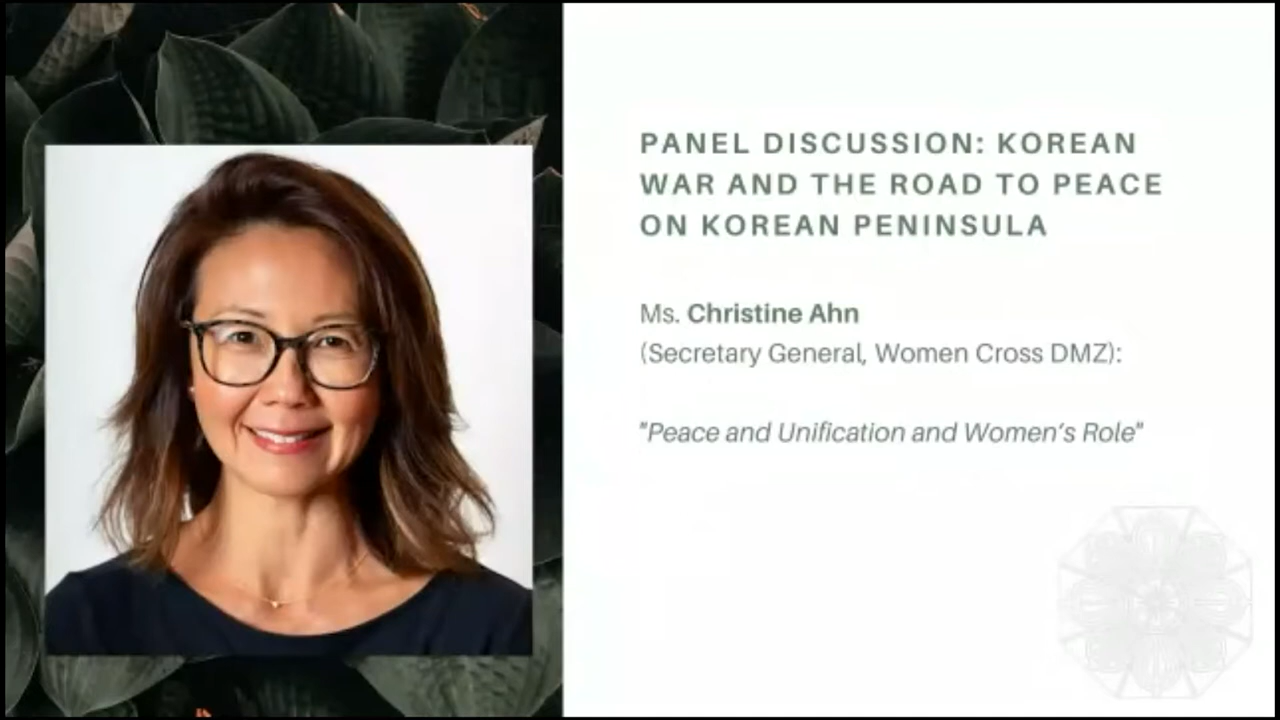 PANEL DISCUSSION: KOREAN
WAR AND THE ROAD TO PEACE
ON KOREAN PENINSULA
Ms. Christine Ahn
(Secretary General, Women Cross DMZ):
"Peace and Unification and Women's Role"